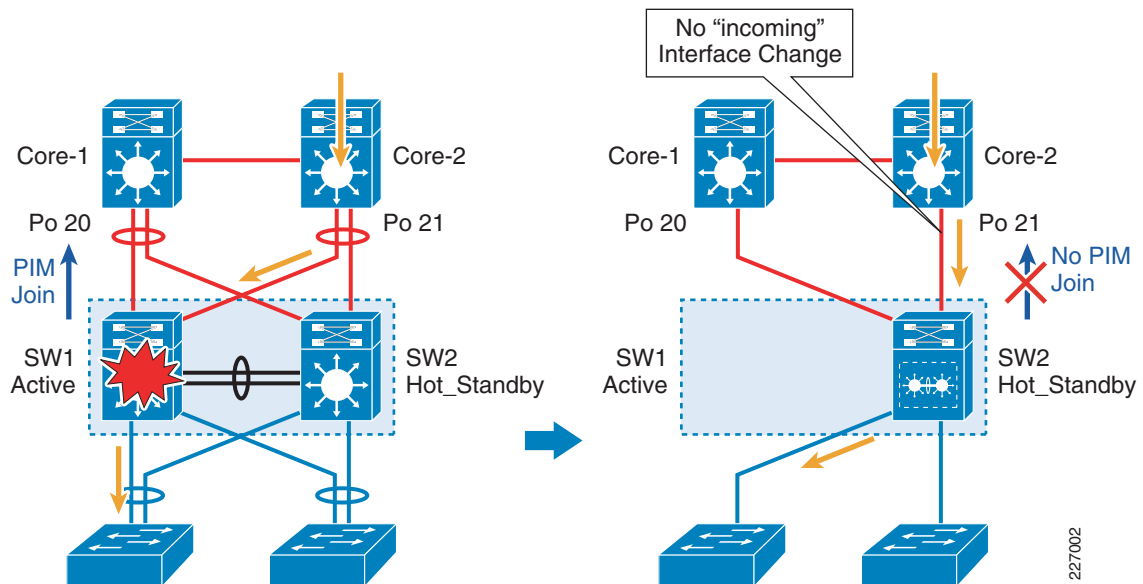 No “incoming”
Interface Change
Core-1
Core-2
Core-1
Core-2
Po 20
Po 21
Po 20
Po 21
PIM
Join
No PIM
Join
SW1
Active
SW2
Hot_Standby
SW1
Active
SW2
Hot_Standby
227002